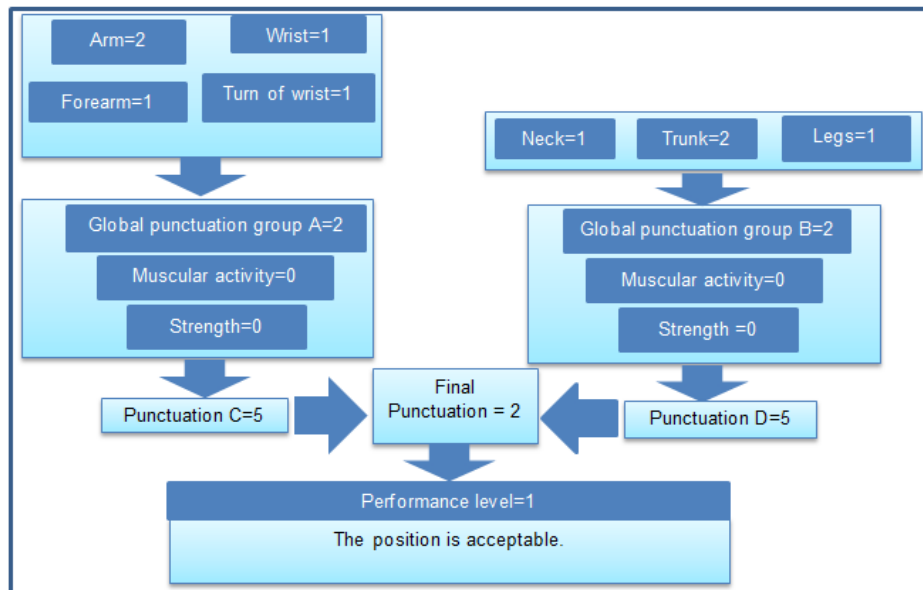 Arm=2
Wrist=1
Forearm=1
Turn of wrist=1
Neck=1
Trunk=2
Legs=1
Global punctuation group A=2
Muscular activity=0
Strength=0
Global punctuation group B=2
Muscular activity=0
Strength =0
Punctuation C=5
Final
Punctuation = 2
Punctuation D=5
Performance level=1
The position is acceptable.